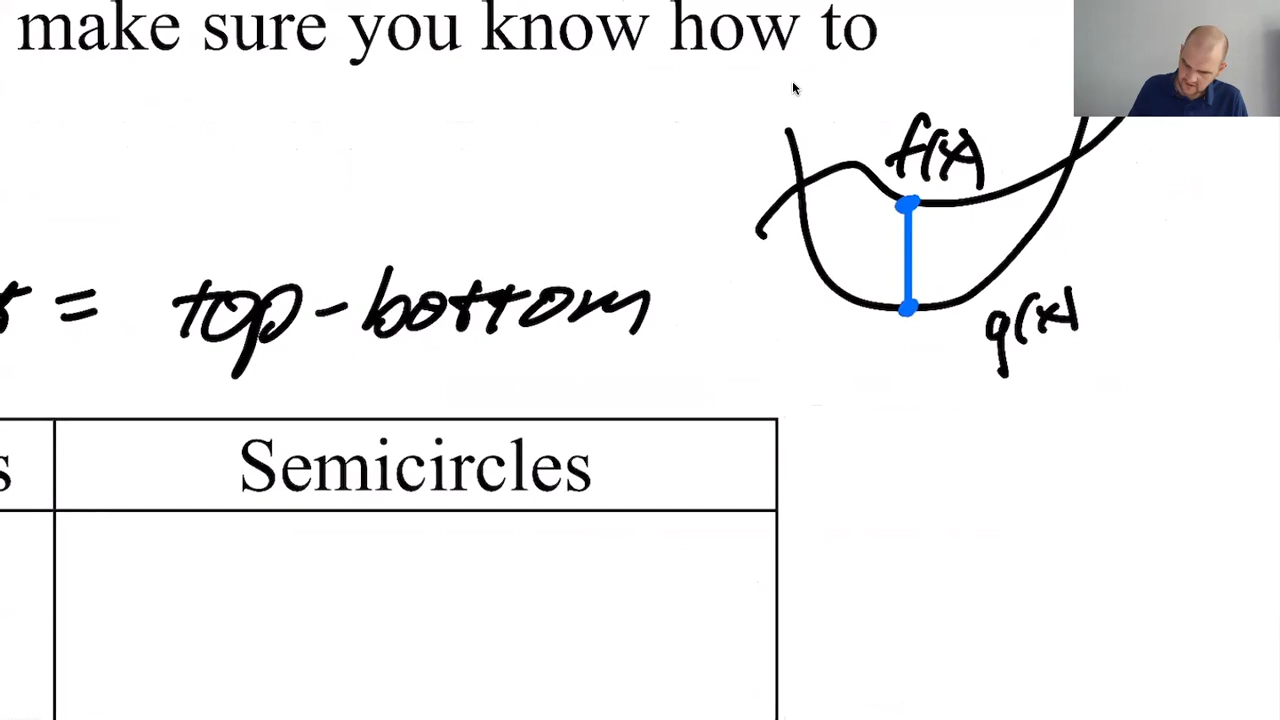 make sure you know how to
f(x)
= top-bottom
g(x)
s
Semicircles